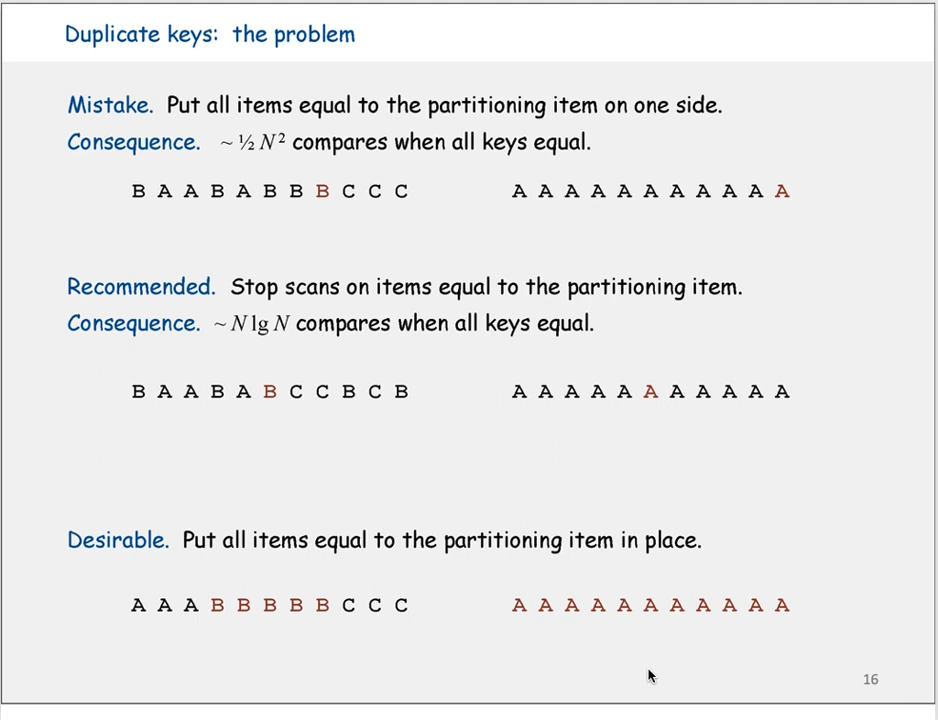 Duplicate keys: the problem
Mistake. Put all items equal to the partitioning item on one side.
Consequence. ~ ½ N² compares when all keys equal.
B A A B A B B B C C C A A A A A A A A A A A
Recommended. Stop scans on items equal to the partitioning item.
Consequence. ~ N lg N compares when all keys equal.
B A A B A B C C B C B A A A A A A A A A A A
Desirable. Put all items equal to the partitioning item in place.
A A A B B B B B C C C A A A A A A A A A A A
16